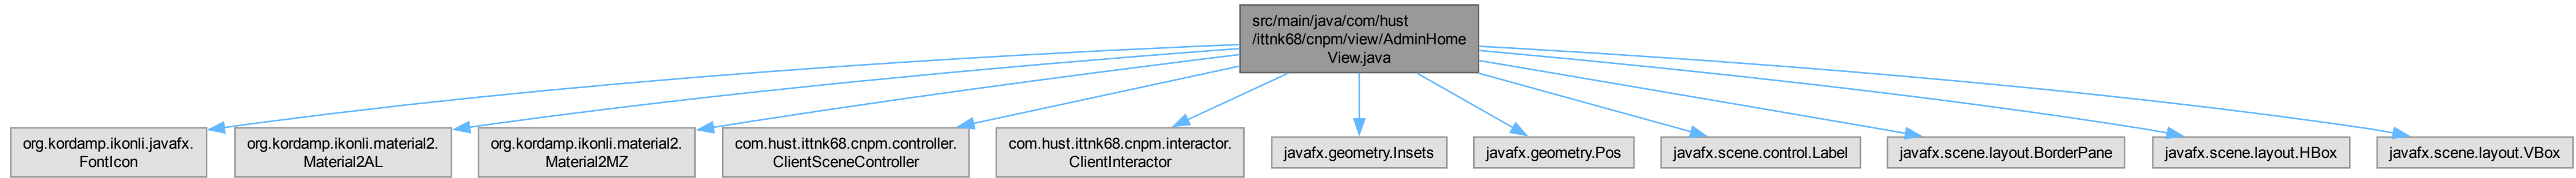 src/main/java/com/hust
/ittnk68/cnpm/view/AdminHome
View.java
org.kordamp.ikonli.javafx.
FontIcon
org.kordamp.ikonli.material2.
Material2AL
org.kordamp.ikonli.material2.
Material2MZ
com.hust.ittnk68.cnpm.controller.
ClientSceneController
com.hust.ittnk68.cnpm.interactor.
ClientInteractor
javafx.geometry.Insets
javafx.geometry.Pos
javafx.scene.control.Label
javafx.scene.layout.BorderPane
javafx.scene.layout.HBox
javafx.scene.layout.VBox